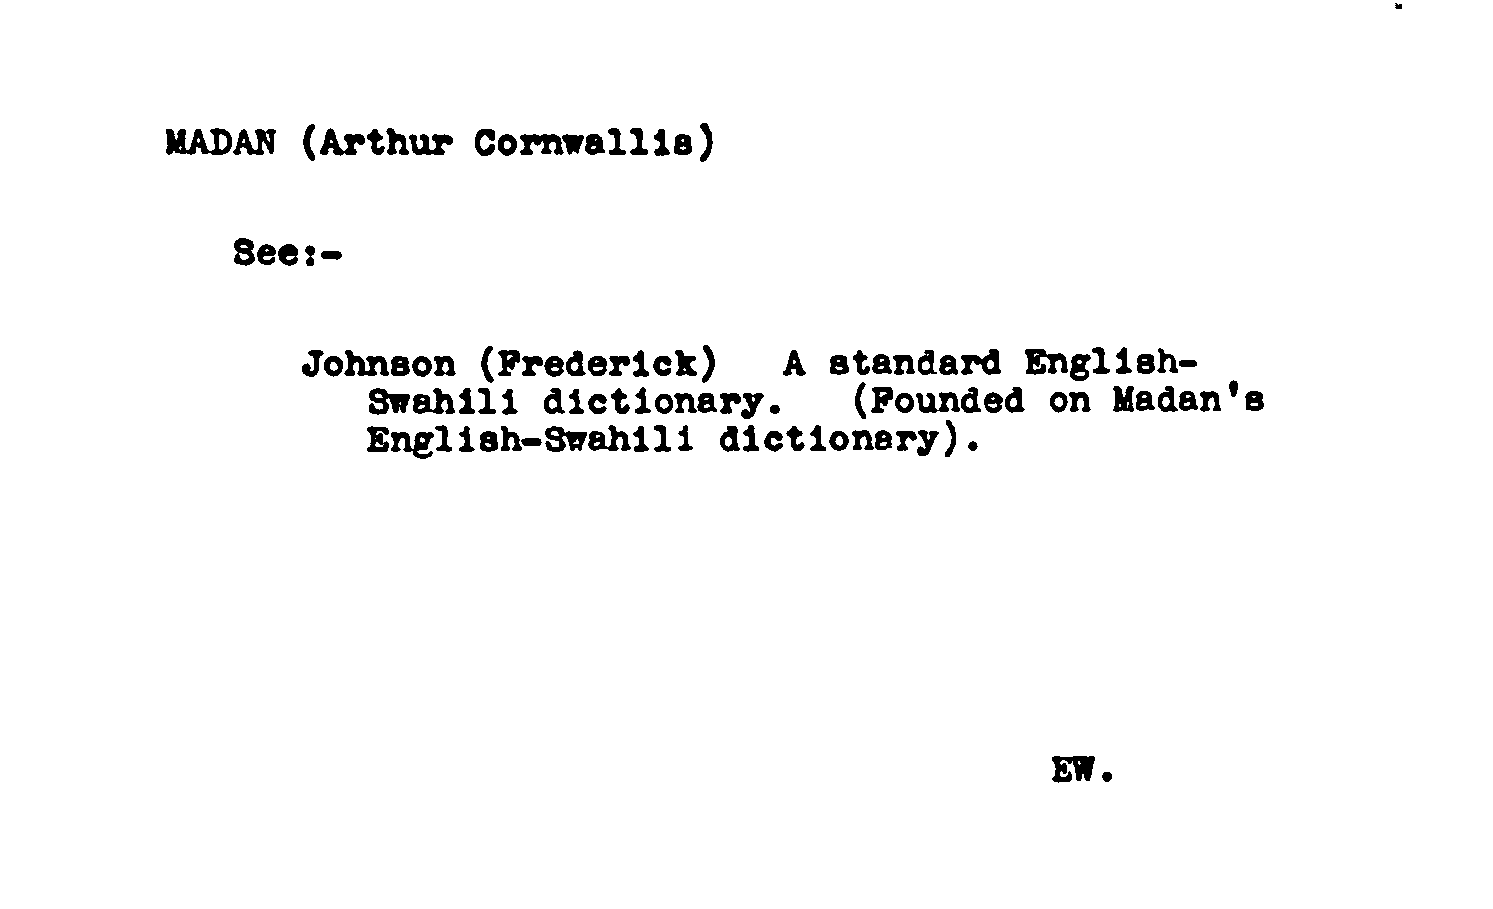 MADAN (Arthur Cornwallis)
See:-
Johnson (Frederick) A standard English-
Swahili dictionary. (Founded on Madan's
English-Swahili dictionary).
EW.